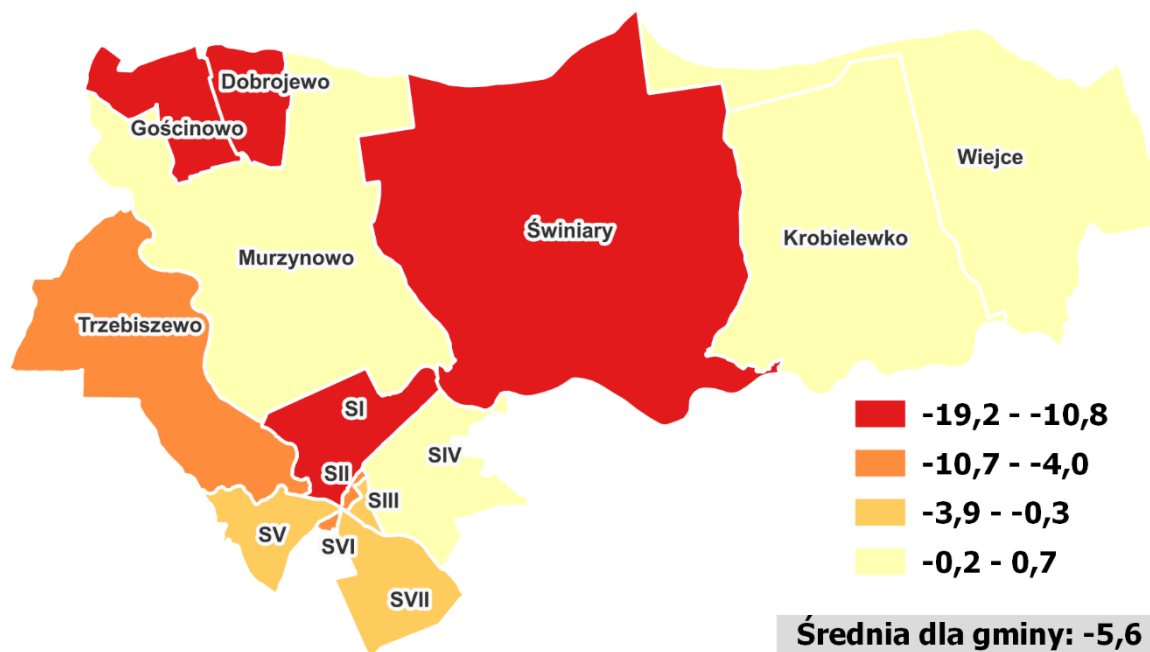 Dobrojewo
Gościnowo
Wiejce
Świniary
Krobielewko
Murzynowo
Trzebiszewo
SI
SIV
SII
SIII
SV
SVI
SVII
-19,2 - -10,8
-10,7 - -4,0
-3,9 - -0,3
-0,2 - 0,7
Średnia dla gminy: -5,6